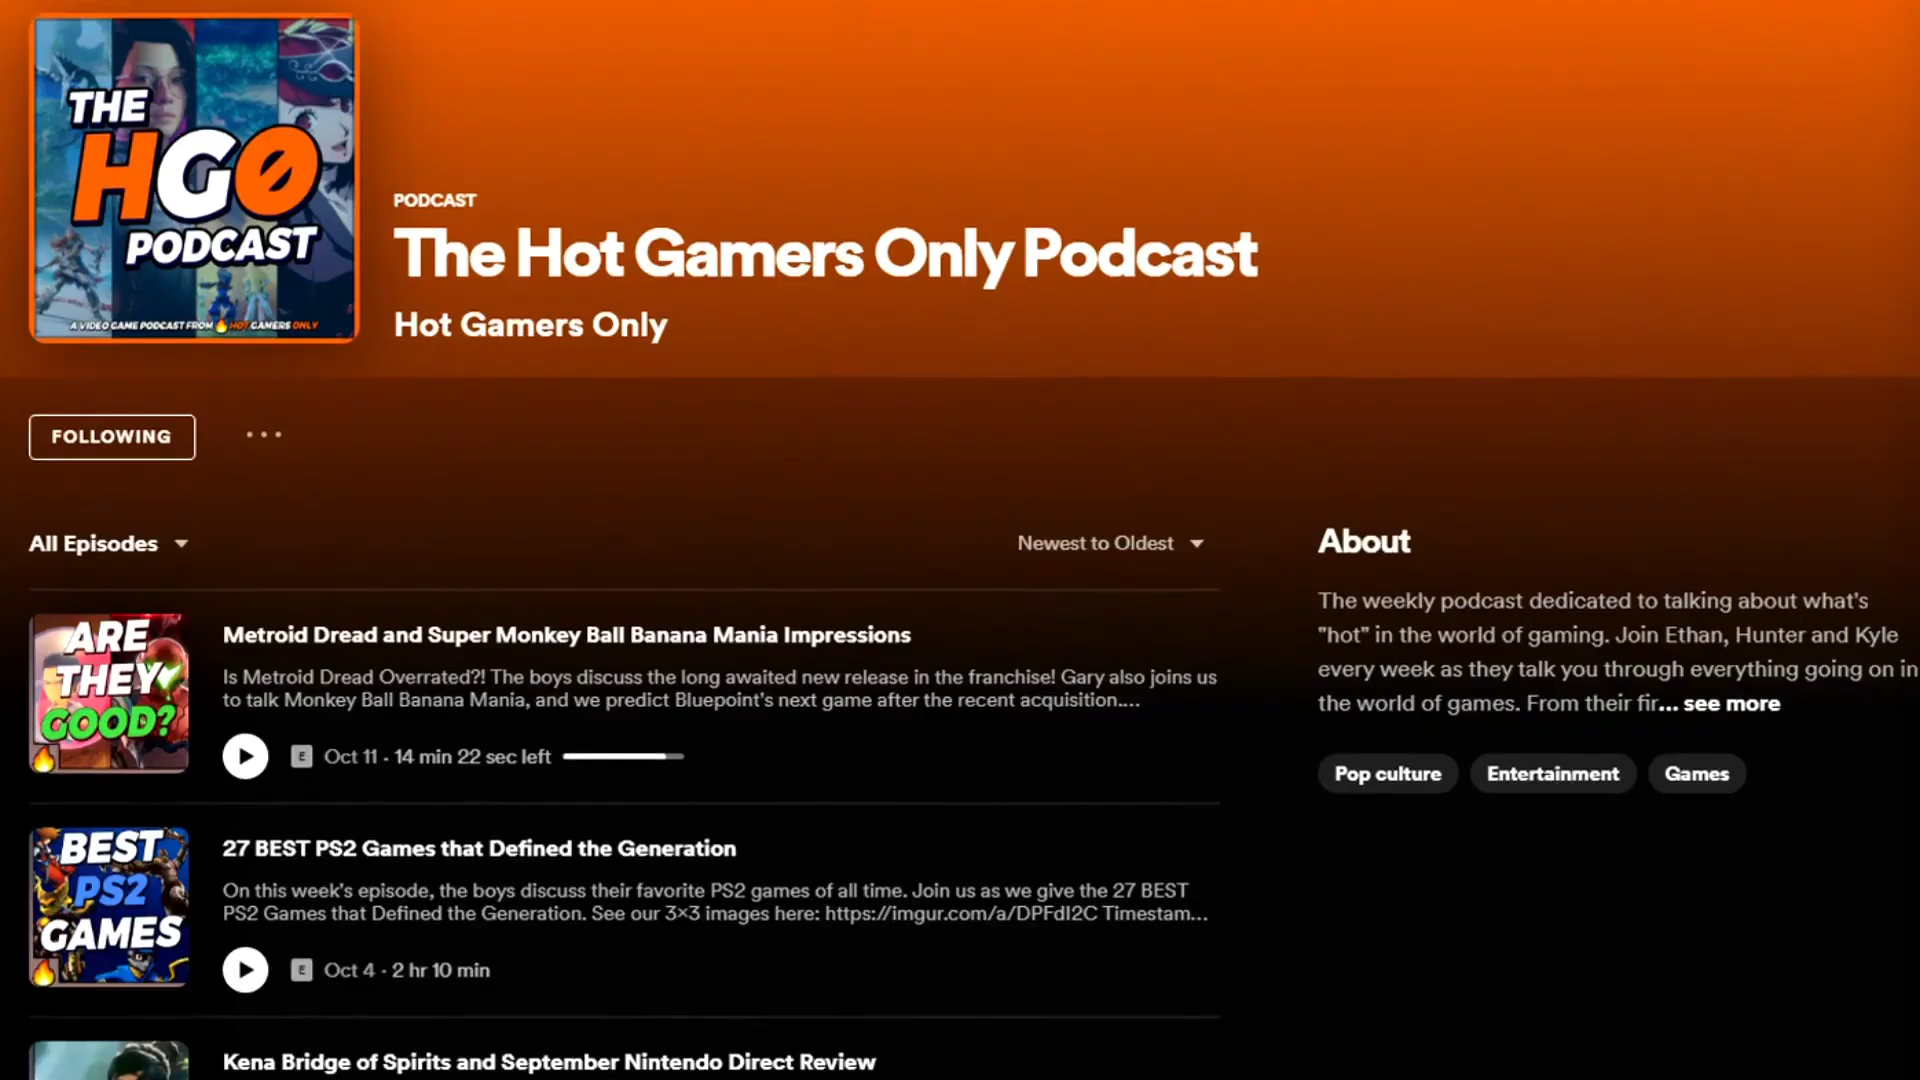 THE
HGO
PODCAST
A VIDEO GAME PODCAST FROM HOT GAMERS ONLY
PODCAST
The Hot Gamers Only Podcast
Hot Gamers Only
FOLLOWING
All Episodes
Newest to Oldest
ARE
THEY
GOOD?
Metroid Dread and Super Monkey Ball Banana Mania Impressions
Is Metroid Dread Overrated?! The boys discuss the long awaited new release in the franchise! Gary also joins us
to talk Monkey Ball Banana Mania, and we predict Bluepoint's next game after the recent acquisition....
E Oct 11 · 14 min 22 sec left
BEST
PS2
GAMES
27 BEST PS2 Games that Defined the Generation
On this week's episode, the boys discuss their favorite PS2 games of all time. Join us as we give the 27 BEST
PS2 Games that Defined the Generation. See our 3×3 images here: https://imgur.com/a/DPFdI2C Timestam...
E Oct 4 · 2 hr 10 min
Kena Bridge of Spirits and September Nintendo Direct Review
About
The weekly podcast dedicated to talking about what's
"hot" in the world of gaming. Join Ethan, Hunter and Kyle
every week as they talk you through everything going on in
the world of games. From their fir... see more
Pop culture
Entertainment
Games